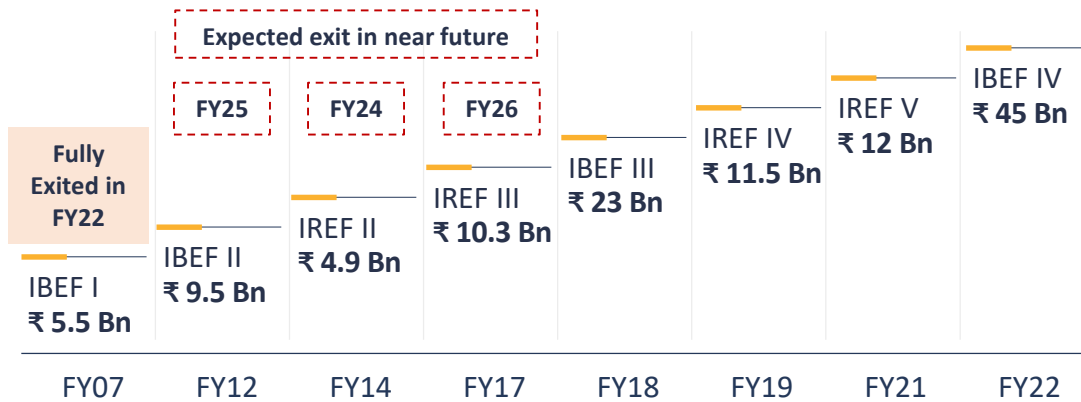 Expected exit in near future
FY25
FY24
FY26
Fully
Exited in
FY22
IBEF I
₹ 5.5 Bn
IBEF II
₹ 9.5 Bn
IREF II
₹ 4.9 Bn
IREF III
₹ 10.3 Bn
IBEF III
₹ 23 Bn
IREF IV
₹ 11.5 Bn
IREF V
₹ 12 Bn
IBEF IV
₹ 45 Bn
FY07
FY12
FY14
FY17
FY18
FY19
FY21
FY22